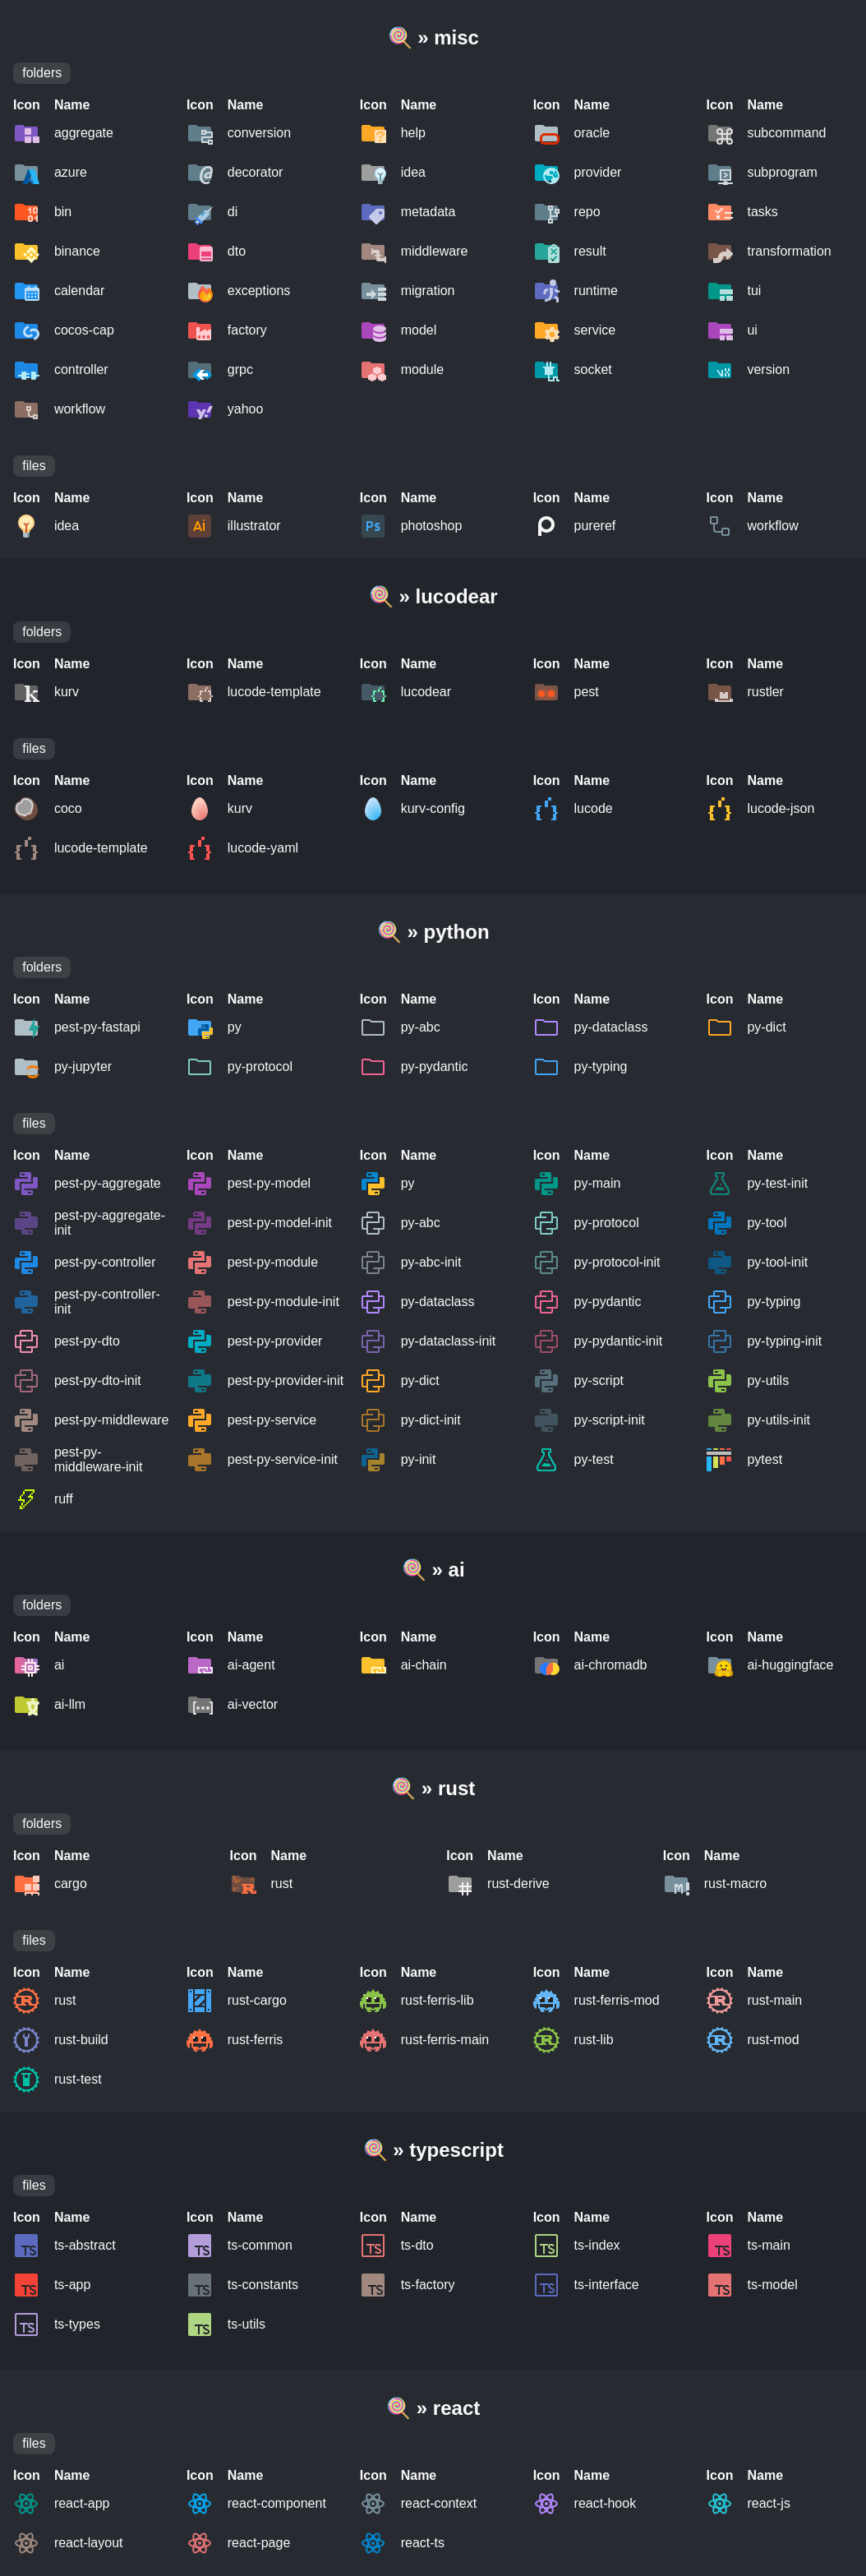 » misc
folders
Icon Name Icon Name Icon Name Icon Name Icon Name
aggregate conversion help oracle subcommand
azure decorator idea provider subprogram
bin di metadata repo tasks
binance dto middleware result transformation
calendar exceptions migration runtime tui
cocos-cap factory model service ui
controller grpc module socket version
workflow yahoo
files
Icon Name Icon Name Icon Name Icon Name Icon Name
idea illustrator photoshop pureref workflow
» lucodear
folders
Icon Name Icon Name Icon Name Icon Name Icon Name
kurv lucode-template lucodear pest rustler
files
Icon Name Icon Name Icon Name Icon Name Icon Name
coco kurv kurv-config lucode lucode-json
lucode-template lucode-yaml
» python
folders
Icon Name Icon Name Icon Name Icon Name Icon Name
pest-py-fastapi py py-abc py-dataclass py-dict
py-jupyter py-protocol py-pydantic py-typing
files
Icon Name Icon Name Icon Name Icon Name Icon Name
pest-py-aggregate pest-py-model py py-main py-test-init
pest-py-aggregate-
init pest-py-model-init py-abc py-protocol py-tool
pest-py-controller pest-py-module py-abc-init py-protocol-init py-tool-init
pest-py-controller-
init pest-py-module-init py-dataclass py-pydantic py-typing
pest-py-dto pest-py-provider py-dataclass-init py-pydantic-init py-typing-init
pest-py-dto-init pest-py-provider-init py-dict py-script py-utils
pest-py-middleware pest-py-service py-dict-init py-script-init py-utils-init
pest-py-
middleware-init pest-py-service-init py-init py-test pytest
ruff
» ai
folders
Icon Name Icon Name Icon Name Icon Name Icon Name
ai ai-agent ai-chain ai-chromadb ai-huggingface
ai-llm ai-vector
» rust
folders
Icon Name Icon Name Icon Name Icon Name
cargo rust rust-derive rust-macro
files
Icon Name Icon Name Icon Name Icon Name Icon Name
rust rust-cargo rust-ferris-lib rust-ferris-mod rust-main
rust-build rust-ferris rust-ferris-main rust-lib rust-mod
rust-test
» typescript
files
Icon Name Icon Name Icon Name Icon Name Icon Name
ts-abstract ts-common ts-dto ts-index ts-main
ts-app ts-constants ts-factory ts-interface ts-model
ts-types ts-utils
» react
files
Icon Name Icon Name Icon Name Icon Name Icon Name
react-app react-component react-context react-hook react-js
react-layout react-page react-ts